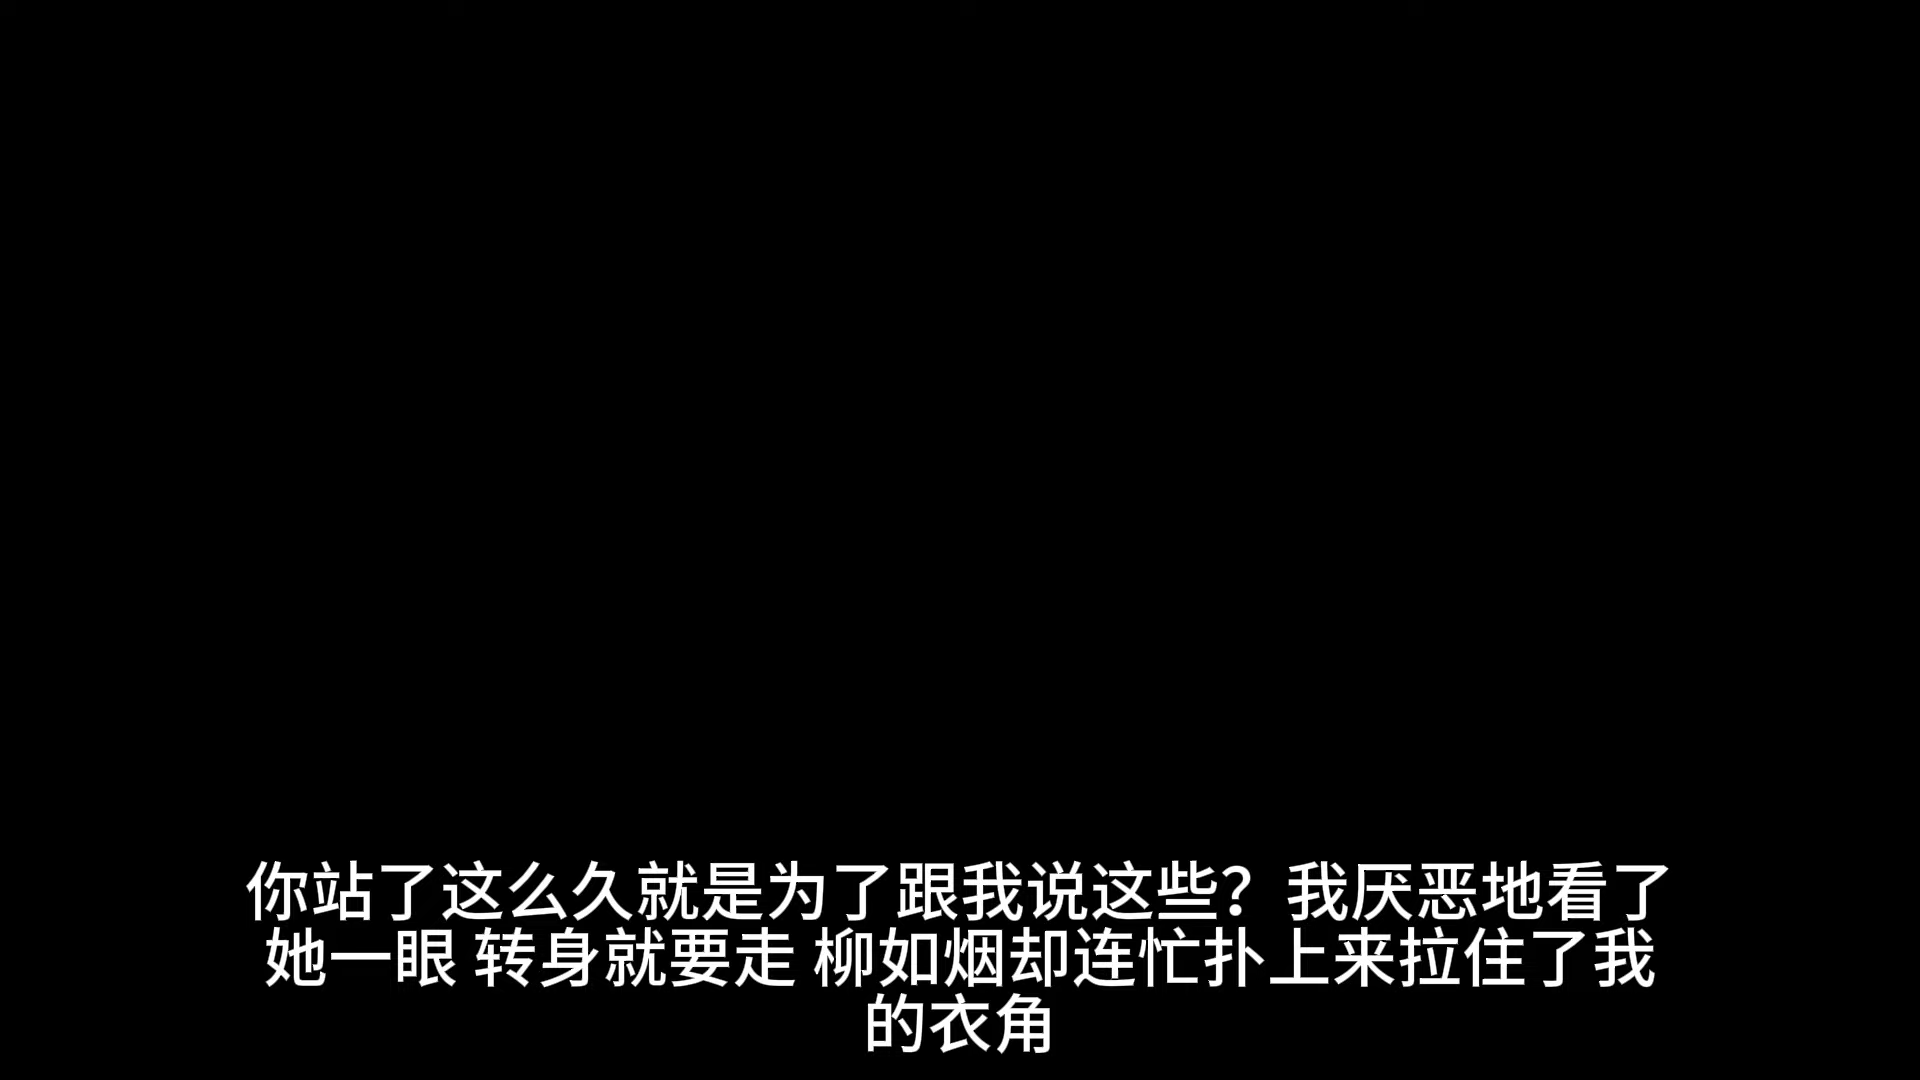 你站了这么久就是为了跟我说这些？我厌恶地看了
她一眼 转身就要走 柳如烟却连忙扑上来拉住了我
的衣角